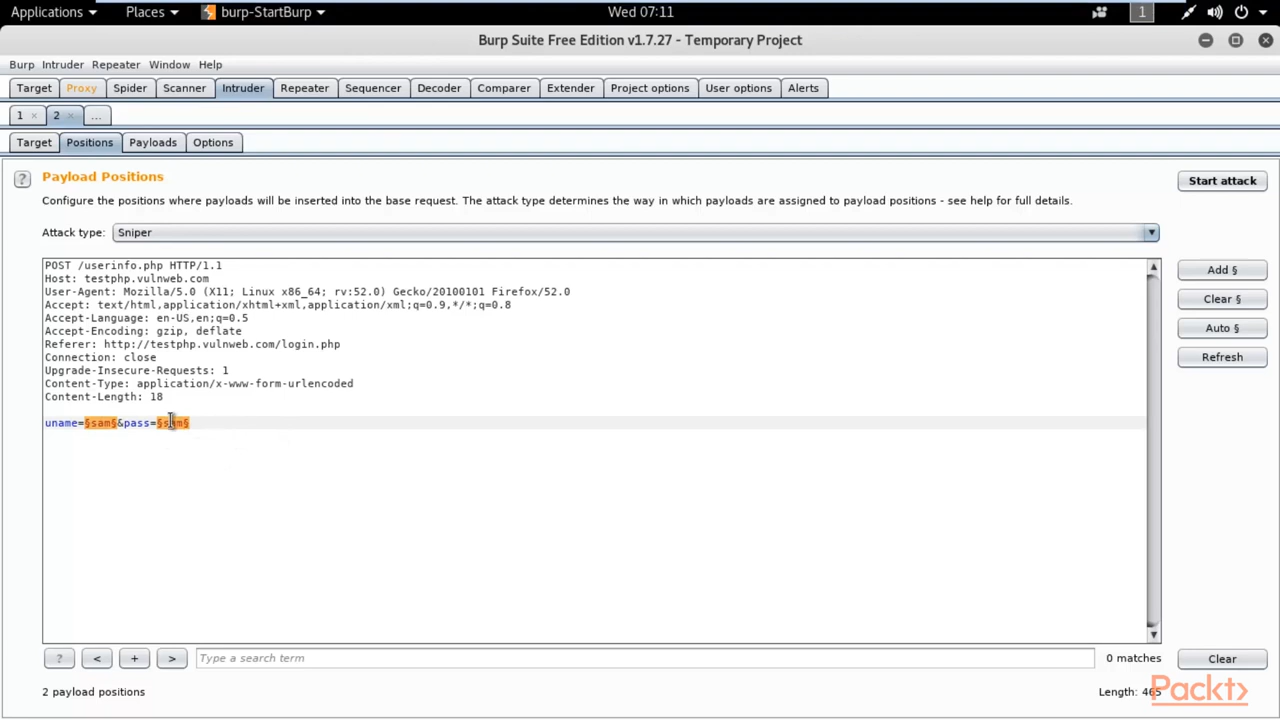 Applications Places burp-StartBurp Wed 07:11 1
Burp Suite Free Edition v1.7.27 - Temporary Project
Burp Intruder Repeater Window Help
Target Proxy Spider Scanner Intruder Repeater Sequencer Decoder Comparer Extender Project options User options Alerts
1 × 2 × ...
Target Positions Payloads Options
? Payload Positions Start attack
Configure the positions where payloads will be inserted into the base request. The attack type determines the way in which payloads are assigned to payload positions - see help for full details.
Attack type: Sniper
POST /userinfo.php HTTP/1.1
Host: testphp.vulnweb.com
Add §
User-Agent: Mozilla/5.0 (X11; Linux x86_64; rv:52.0) Gecko/20100101 Firefox/52.0
Accept: text/html,application/xhtml+xml,application/xml;q=0.9,*/*;q=0.8
Clear §
Accept-Language: en-US,en;q=0.5
Accept-Encoding: gzip, deflate
Auto §
Referer: http://testphp.vulnweb.com/login.php
Connection: close
Refresh
Upgrade-Insecure-Requests: 1
Content-Type: application/x-www-form-urlencoded
Content-Length: 18
uname=§sam§&pass=§sam§
? < + > Type a search term 0 matches Clear
2 payload positions Length: 465
Packt>